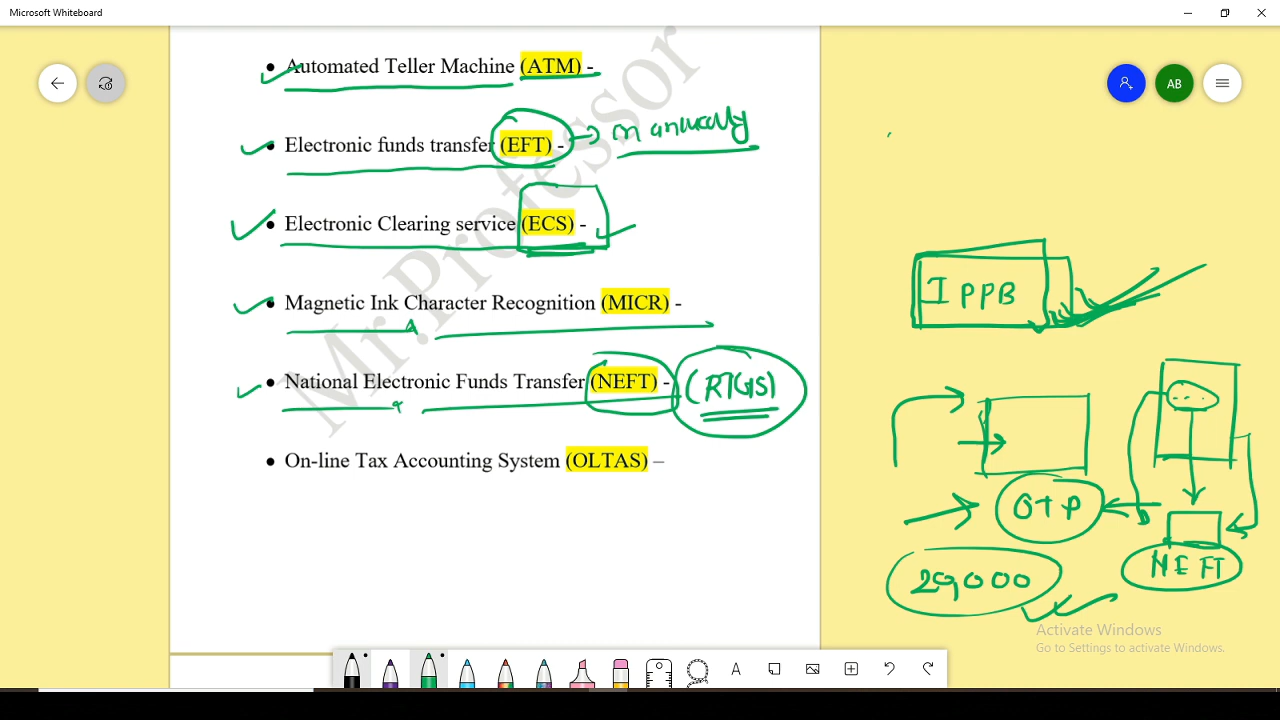 Microsoft Whiteboard
Automated Teller Machine (ATM) -
Electronic funds transfer (EFT) - → manually
Electronic Clearing service (ECS) -
Magnetic Ink Character Recognition (MICR) -
National Electronic Funds Transfer (NEFT) - (RTGS)
On-line Tax Accounting System (OLTAS) –
Mr.Professor
AB
IPPB
OTP
29000
NEFT
Activate Windows
Go to Settings to activate Windows.
A